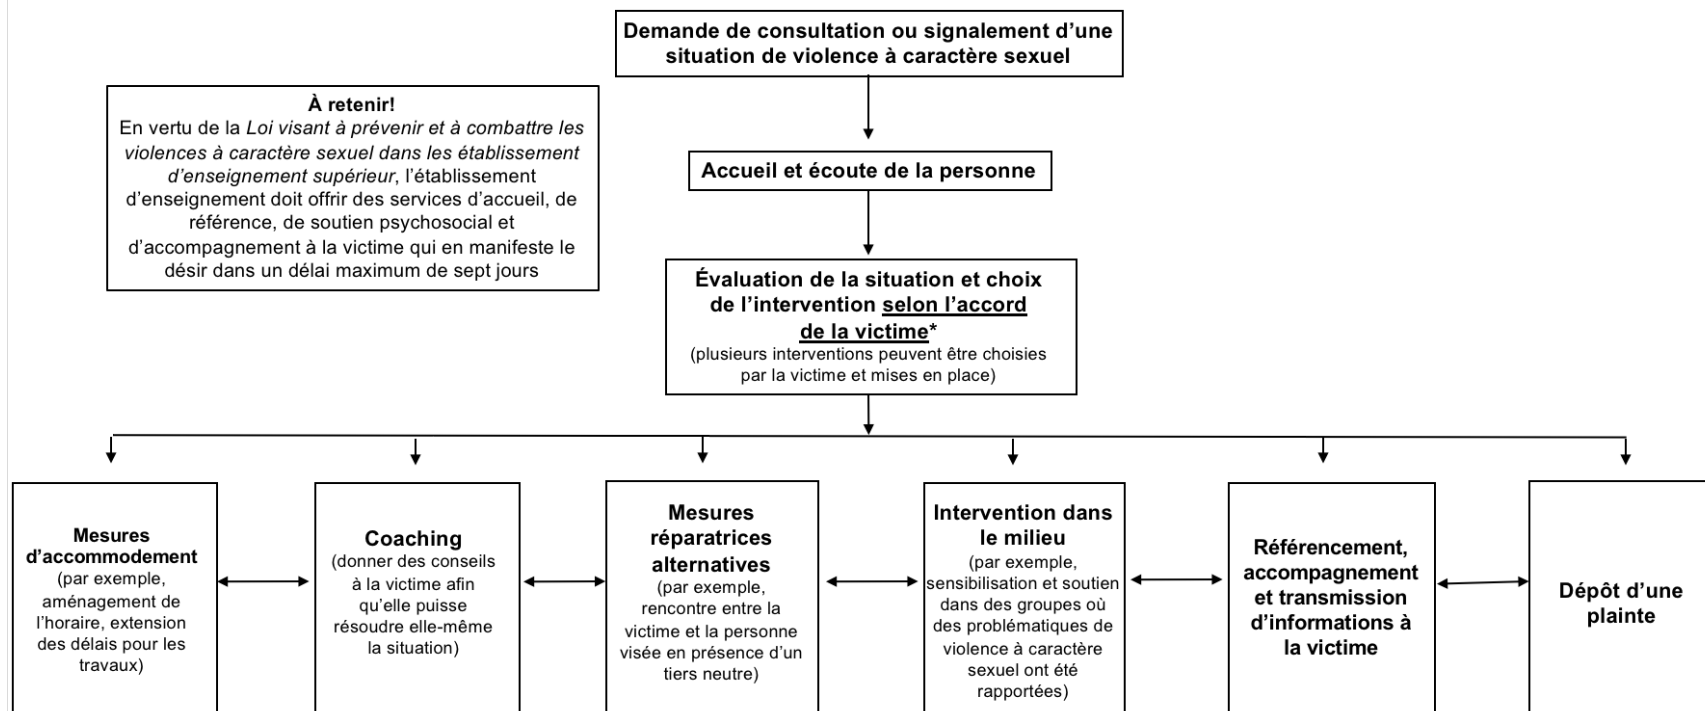 Demande de consultation ou signalement d’une
situation de violence à caractère sexuel
À retenir!
En vertu de la Loi visant à prévenir et à combattre les
violences à caractère sexuel dans les établissement
d’enseignement supérieur, l’établissement
d’enseignement doit offrir des services d’accueil, de
référence, de soutien psychosocial et
d’accompagnement à la victime qui en manifeste le
désir dans un délai maximum de sept jours
Accueil et écoute de la personne
Évaluation de la situation et choix
de l’intervention selon l’accord
de la victime*
(plusieurs interventions peuvent être choisies
par la victime et mises en place)
Mesures
d’accommodement
(par exemple,
aménagement de
l’horaire, extension
des délais pour les
travaux)
Coaching
(donner des conseils
à la victime afin
qu’elle puisse
résoudre elle-même
la situation)
Mesures
réparatrices
alternatives
(par exemple,
rencontre entre la
victime et la personne
visée en présence d’un
tiers neutre)
Intervention dans
le milieu
(par exemple,
sensibilisation et soutien
dans des groupes où
des problématiques de
violence à caractère
sexuel ont été
rapportées)
Référencement,
accompagnement
et transmission
d’informations à
la victime
Dépôt d’une
plainte